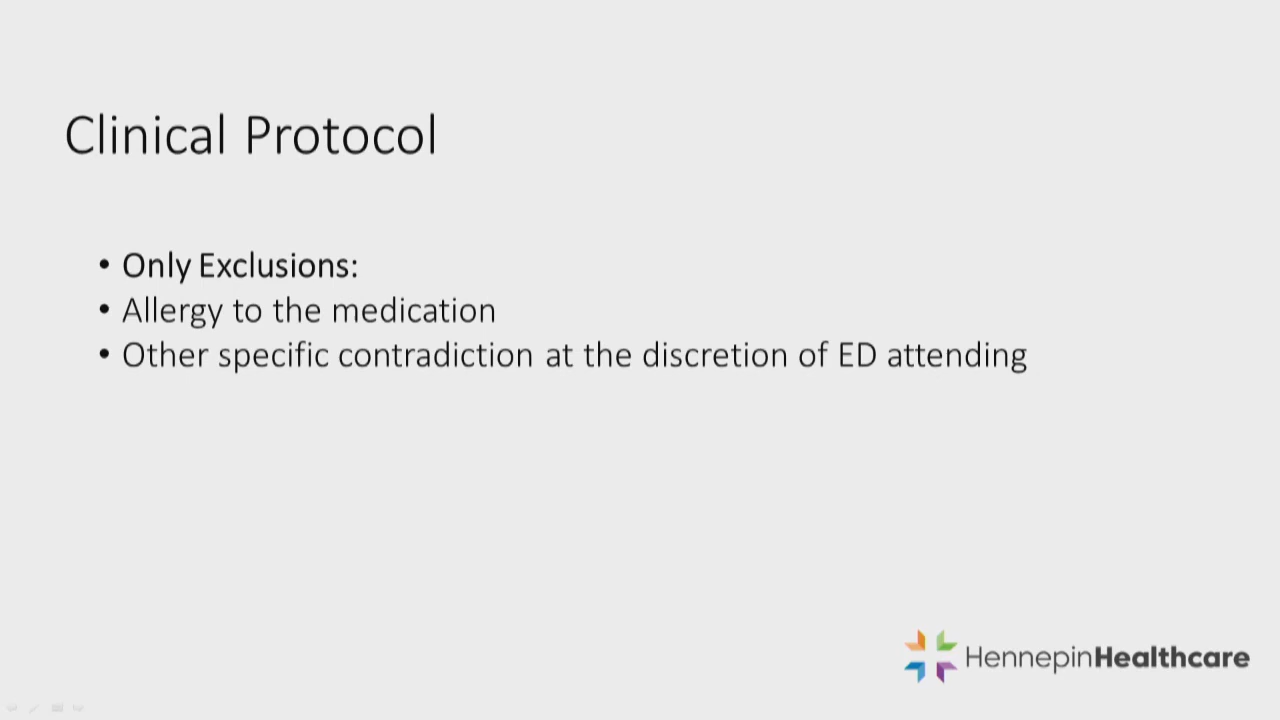 Clinical Protocol
• Only Exclusions:
• Allergy to the medication
• Other specific contradiction at the discretion of ED attending
HennepinHealthcare